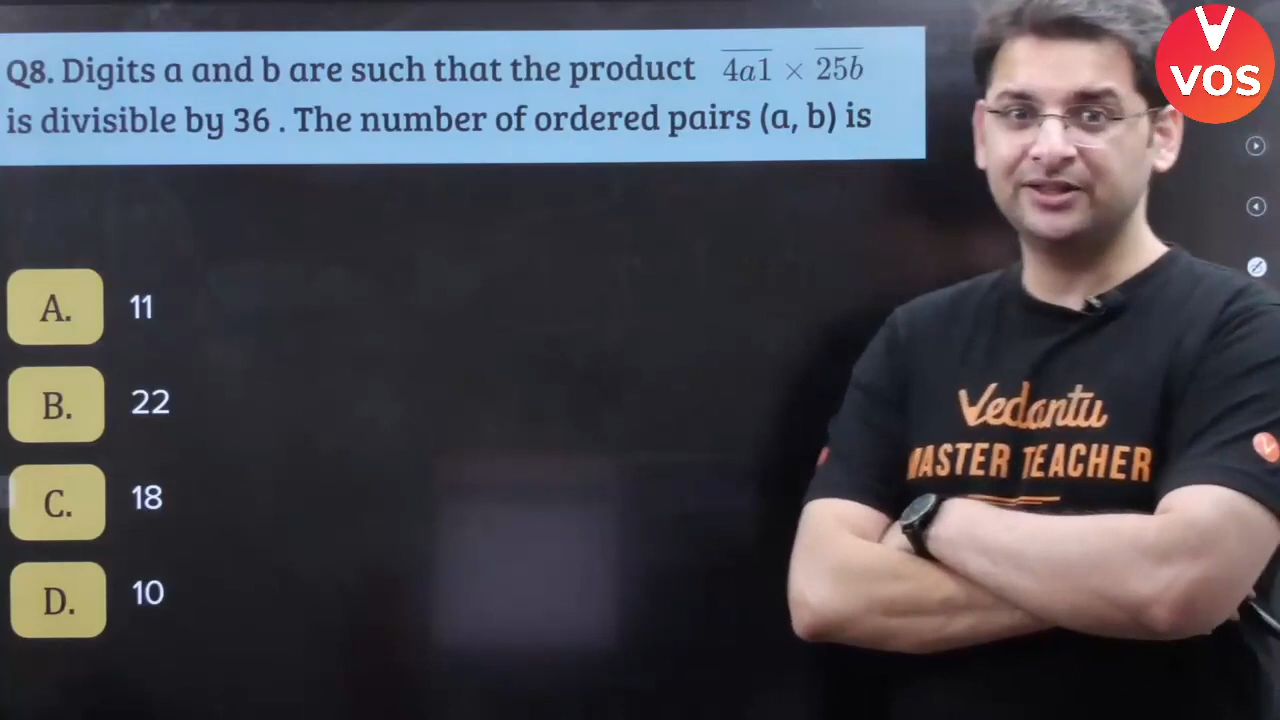 Q8. Digits a and b are such that the product 4a1 × 25b
is divisible by 36 . The number of ordered pairs (a, b) is
A. 11
B. 22
C. 18
D. 10
V
VOS
Vedantu
MASTER TEACHER